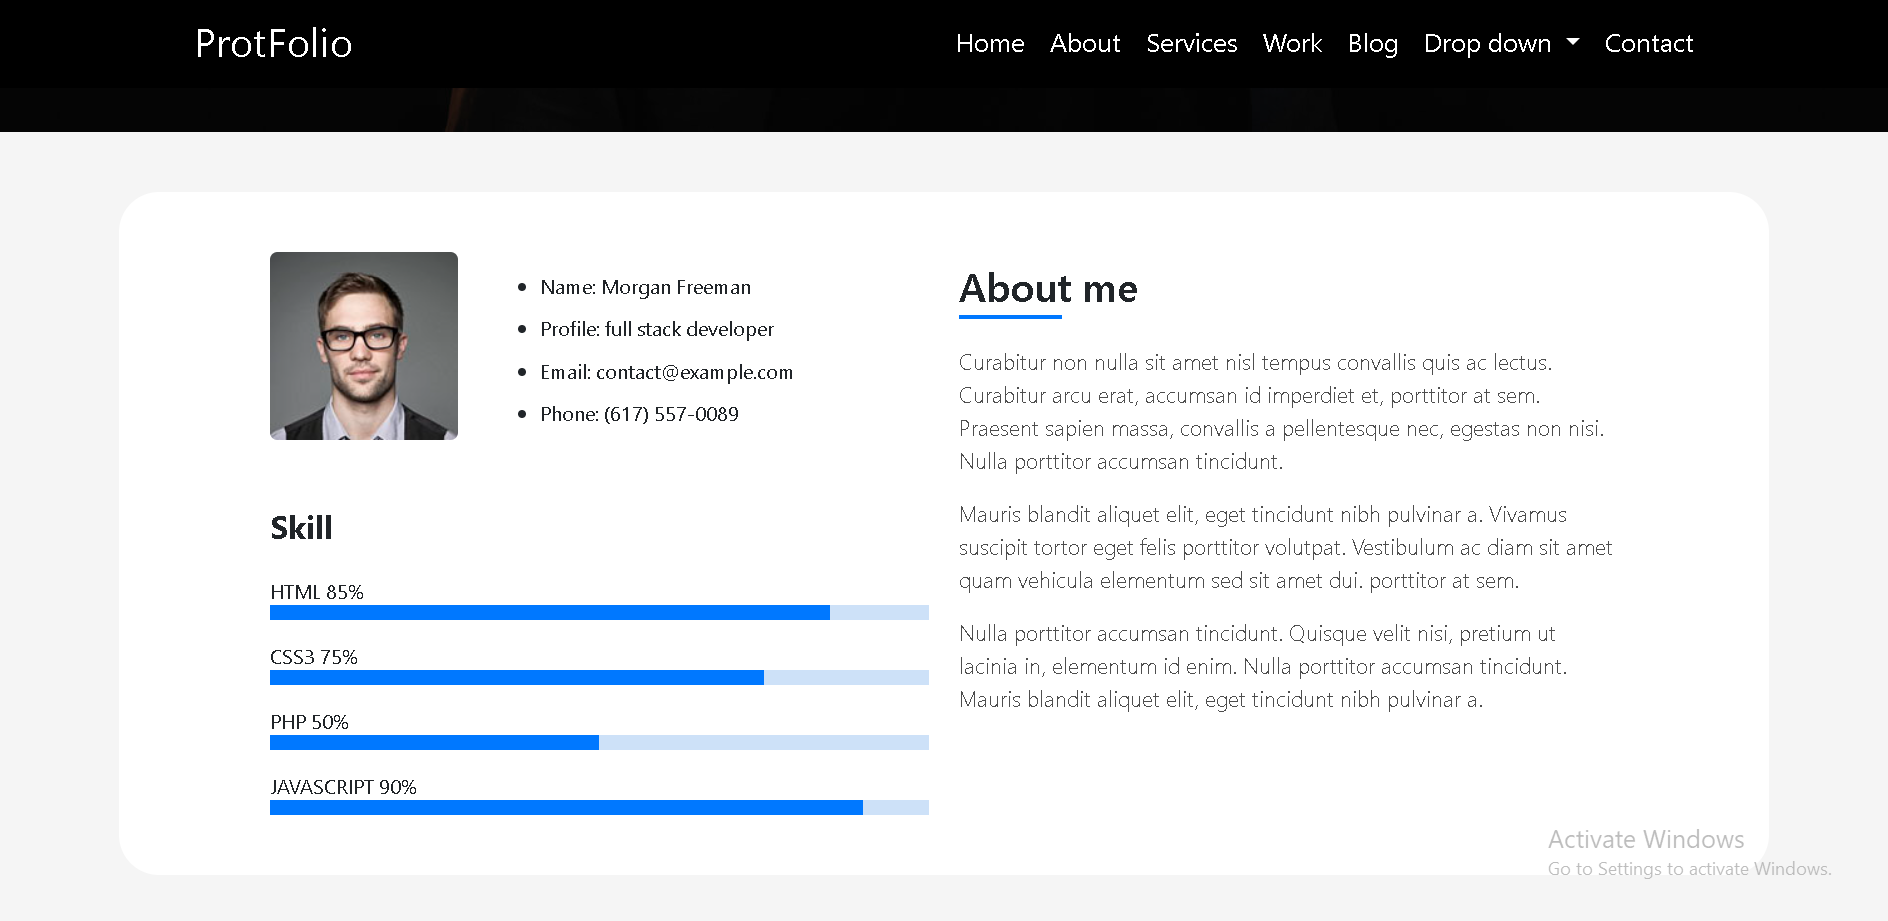 ProtFolio
Home About Services Work Blog Drop down Contact
Name: Morgan Freeman
Profile: full stack developer
Email: contact@example.com
Phone: (617) 557-0089
Skill
HTML 85%
CSS3 75%
PHP 50%
JAVASCRIPT 90%
About me
Curabitur non nulla sit amet nisl tempus convallis quis ac lectus.
Curabitur arcu erat, accumsan id imperdiet et, porttitor at sem.
Praesent sapien massa, convallis a pellentesque nec, egestas non nisi.
Nulla porttitor accumsan tincidunt.
Mauris blandit aliquet elit, eget tincidunt nibh pulvinar a. Vivamus
suscipit tortor eget felis porttitor volutpat. Vestibulum ac diam sit amet
quam vehicula elementum sed sit amet dui. porttitor at sem.
Nulla porttitor accumsan tincidunt. Quisque velit nisi, pretium ut
lacinia in, elementum id enim. Nulla porttitor accumsan tincidunt.
Mauris blandit aliquet elit, eget tincidunt nibh pulvinar a.
Activate Windows
Go to Settings to activate Windows.